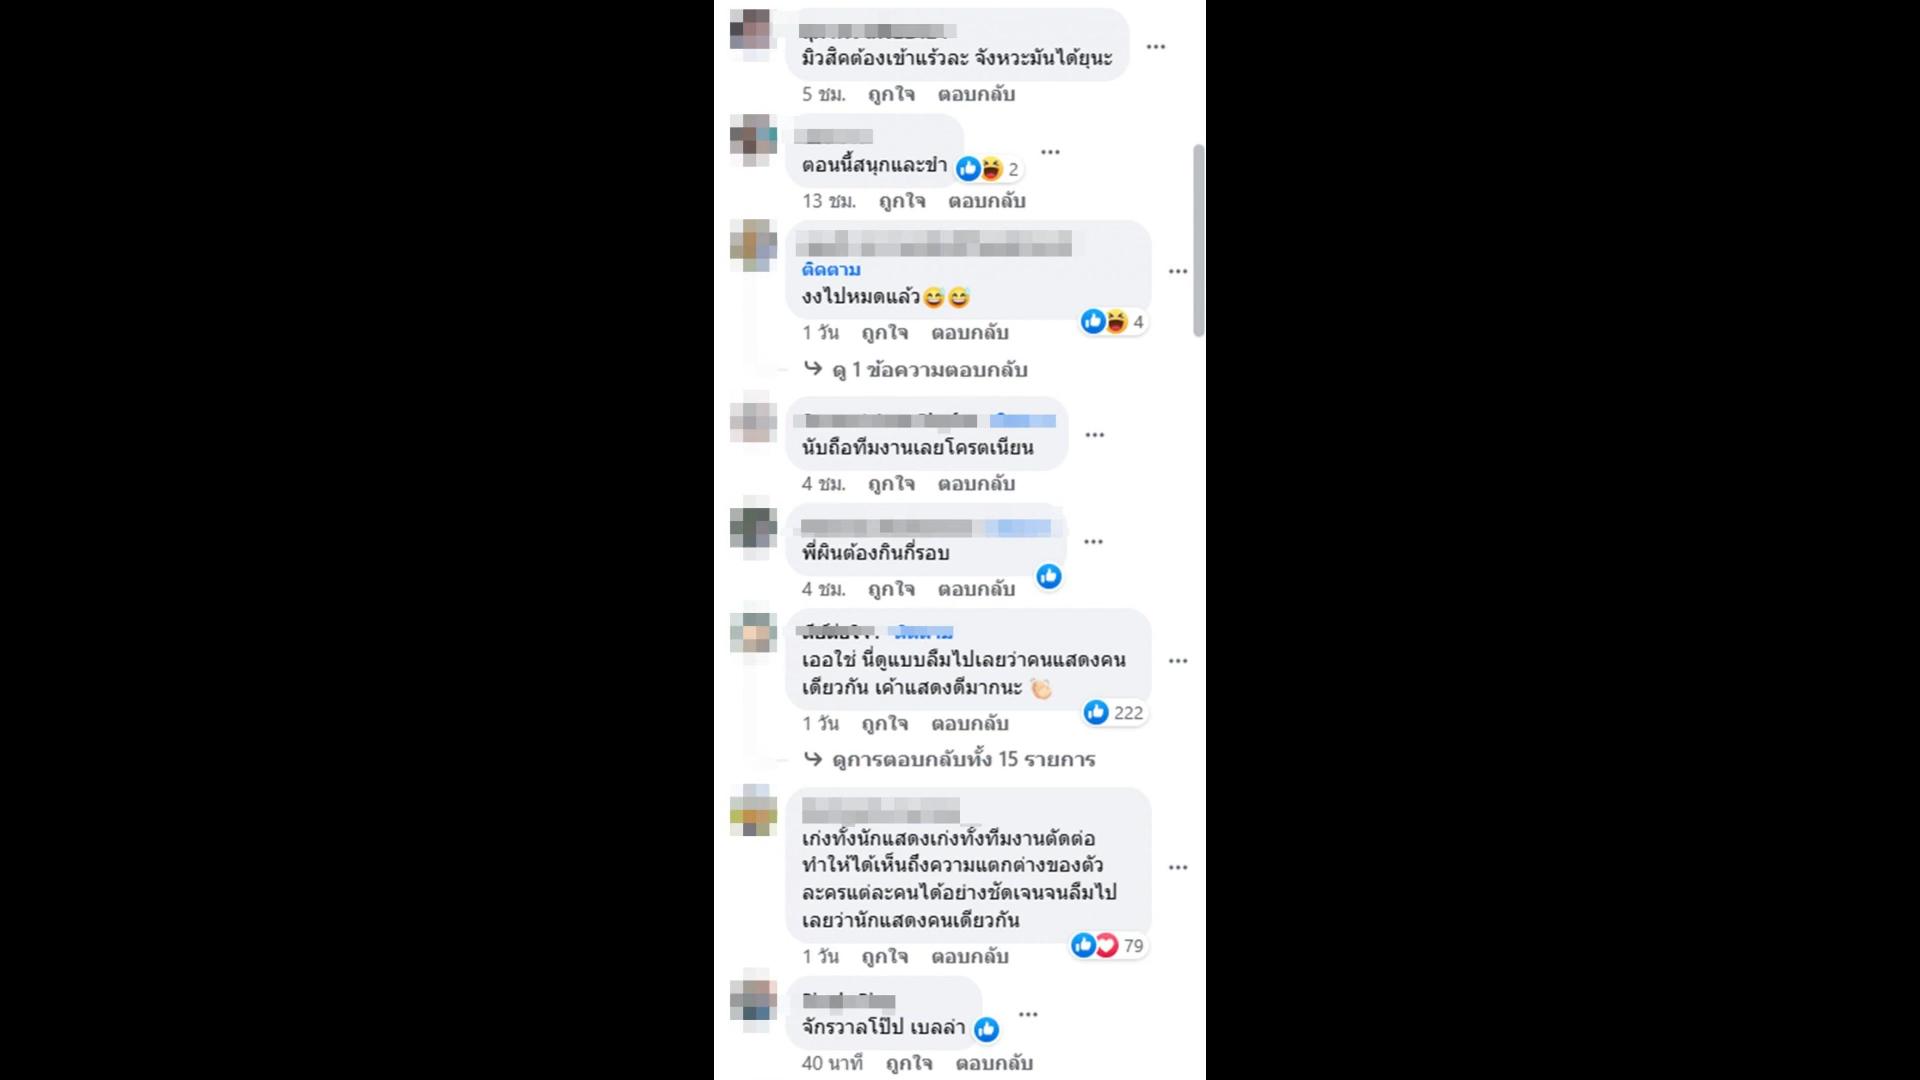 มิวสิคต้องเข้าแร้วละ จังหวะมันได้ยุนะ
5 ชม. ถูกใจ ตอบกลับ
ตอนนี้สนุกและขำ
2
13 ชม. ถูกใจ ตอบกลับ
ติดตาม
งงไปหมดแล้ว😅😅
4
1 วัน ถูกใจ ตอบกลับ
ดู 1 ข้อความตอบกลับ
นับถือทีมงานเลยโครตเนียน
4 ชม. ถูกใจ ตอบกลับ
พี่ผินต้องกินกี่รอบ
4 ชม. ถูกใจ ตอบกลับ
เออใช่ นี่ดูแบบลืมไปเลยว่าคนแสดงคน
เดียวกัน เค้าแสดงดีมากนะ 👏🏻
222
1 วัน ถูกใจ ตอบกลับ
ดูการตอบกลับทั้ง 15 รายการ
เก่งทั้งนักแสดงเก่งทั้งทีมงานตัดต่อ
ทำให้ได้เห็นถึงความแตกต่างของตัว
ละครแต่ละคนได้อย่างชัดเจนจนลืมไป
เลยว่านักแสดงคนเดียวกัน
79
1 วัน ถูกใจ ตอบกลับ
จักรวาลโป๊ป เบลล่า
40 นาที ถูกใจ ตอบกลับ